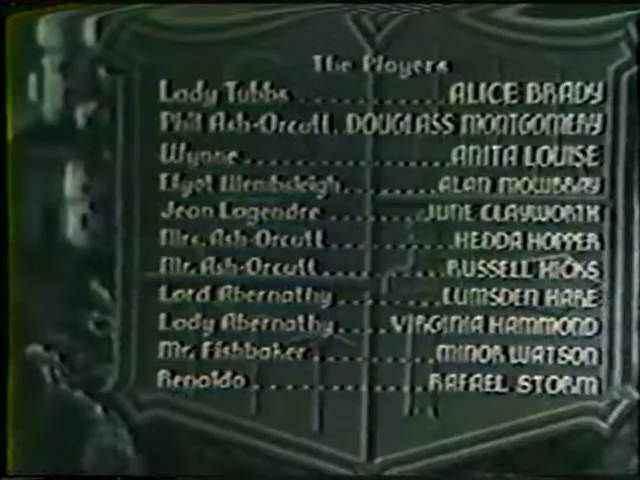 The Players
Lady Tubbs . . . . . . . . . . . ALICE BRADY
Phil Ash-Orcutt . DOUGLASS MONTGOMERY
Wynne . . . . . . . . . . . . . . . . ANITA LOUISE
Elyot Wembsleigh . . . . . . . . ALAN MOWBRAY
Jean Lagendre . . . . . . . . JUNE CLAYWORTH
Mrs. Ash-Orcutt . . . . . . . . . . HEDDA HOPPER
Mr. Ash-Orcutt . . . . . . . . . . RUSSELL HICKS
Lord Abernathy . . . . . . . . . LUMSDEN HARE
Lady Abernathy . . . . VIRGINIA HAMMOND
Mr. Fishbaker . . . . . . . . . . MINOR WATSON
Renaldo . . . . . . . . . . . . . . RAFAEL STORM